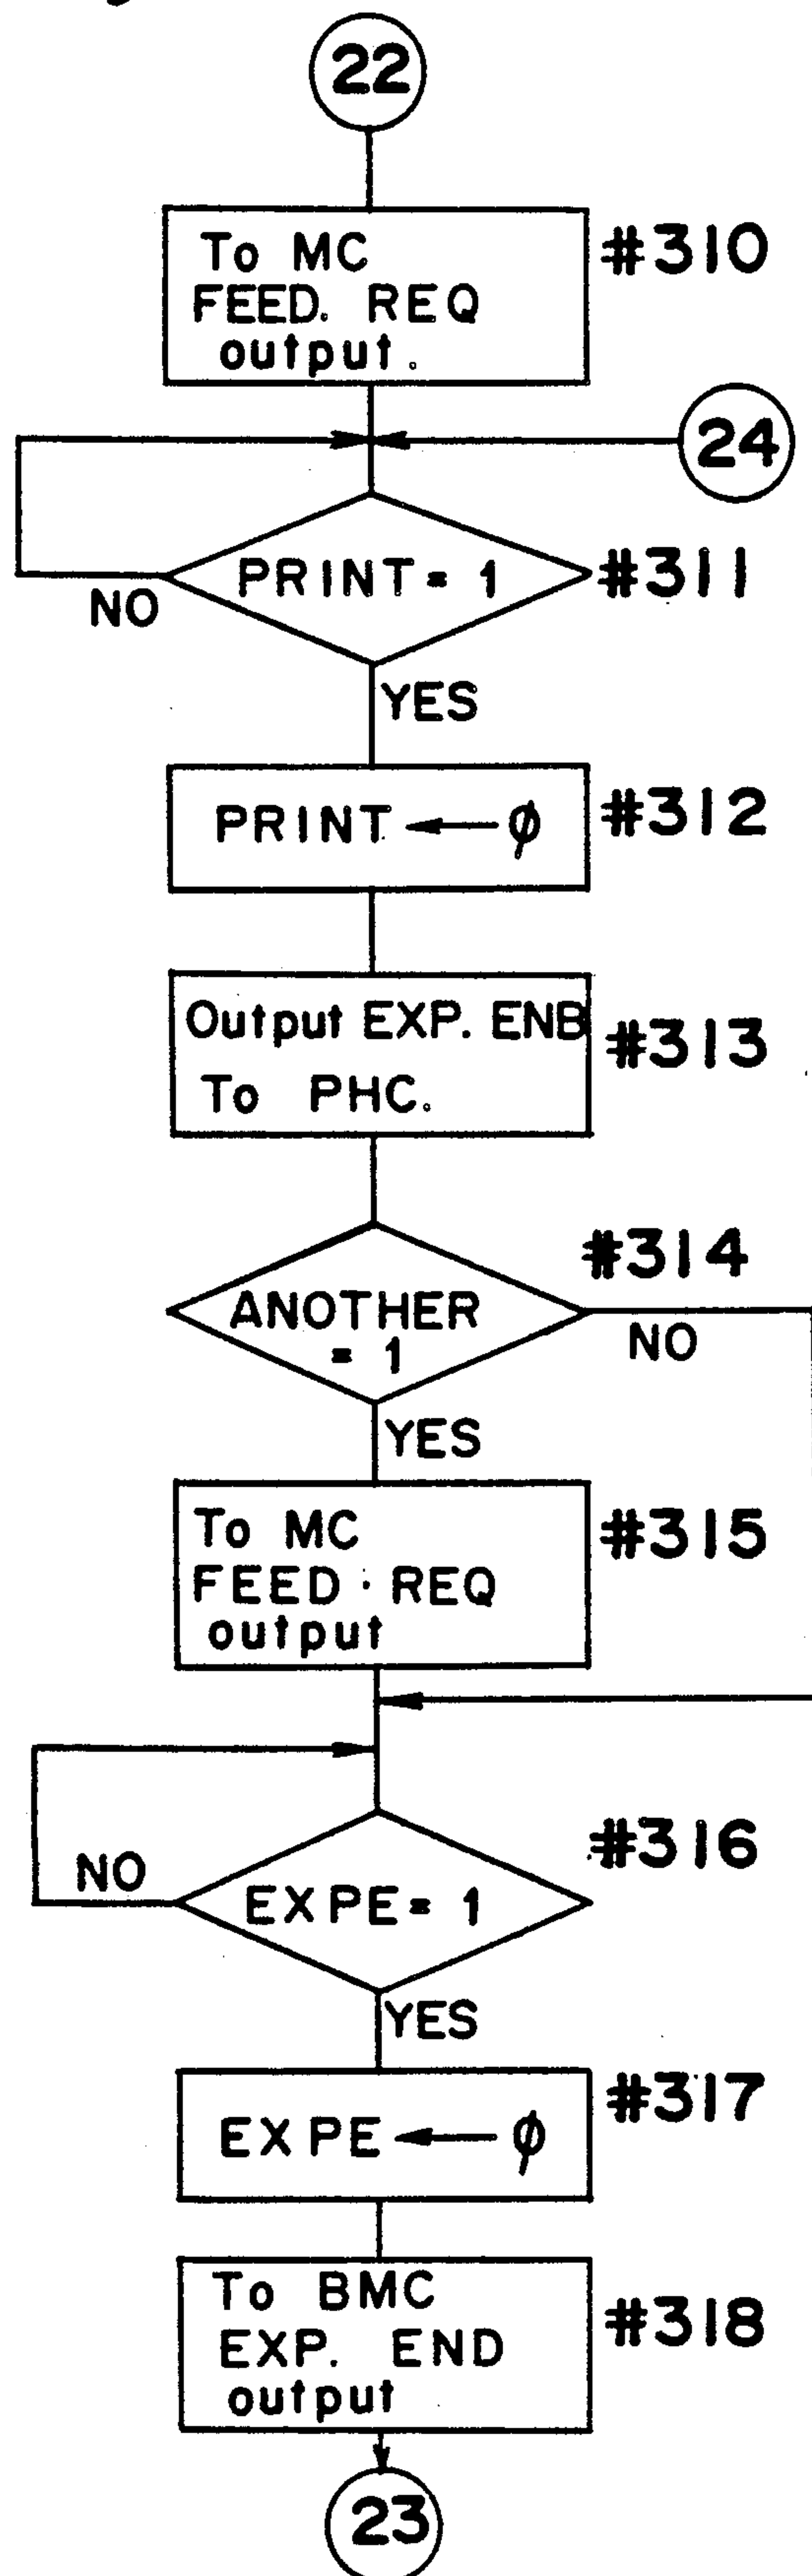 22
To MC
FEED. REQ
output.
#310
24
PRINT = 1
#311
NO
YES
PRINT ← φ
#312
Output EXP. ENB
To PHC.
#313
#314
ANOTHER
= 1
NO
YES
To MC
FEED · REQ
output
#315
#316
NO
EXPE = 1
YES
EXPE ← φ
#317
To BMC
EXP. END
output
#318
23